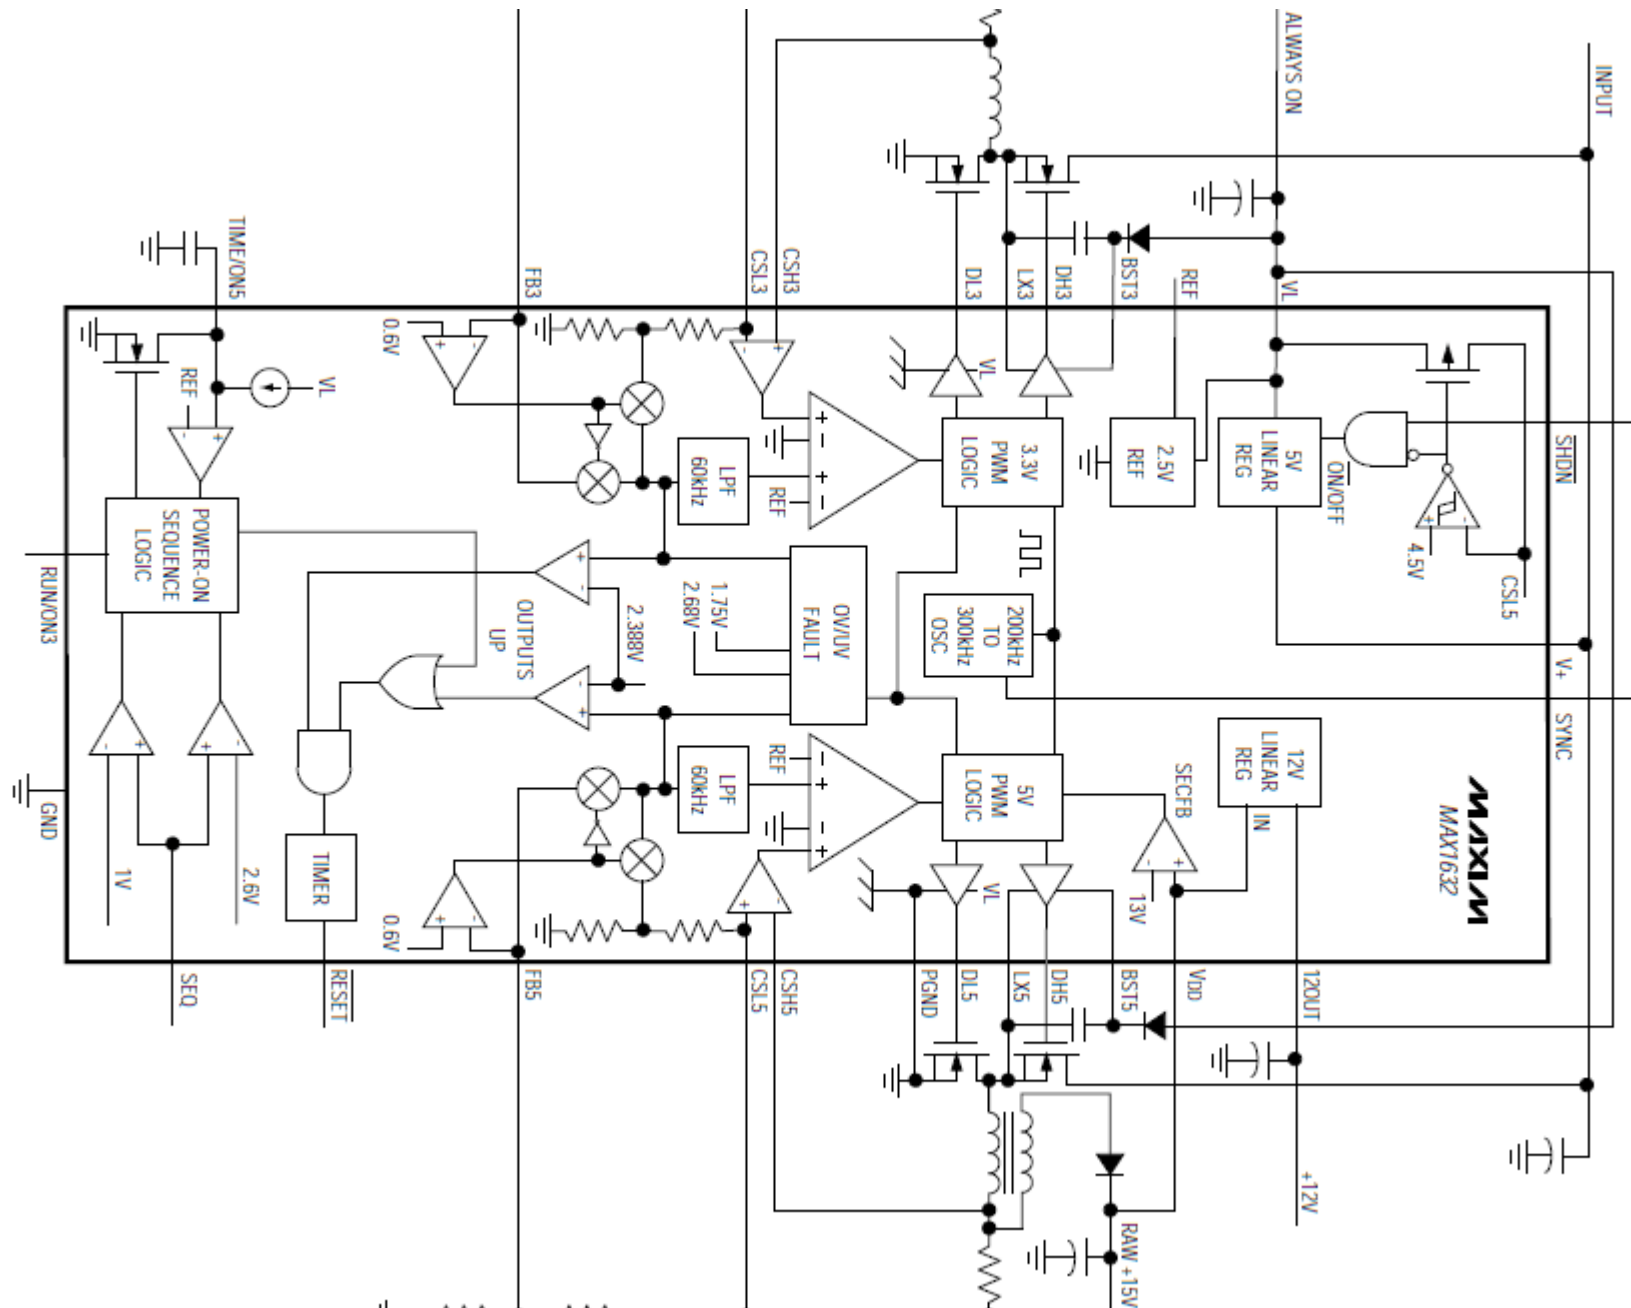 INPUT
ALWAYS ON
TIME/ON5
FB3
CSL3
CSH3
DL3
LX3
DH3
BST3
REF
VL
0.6V
REF
VL
VL
SHDN
+
-
5V
LINEAR
REG
ON/OFF
2.5V
REF
3.3V
PWM
LOGIC
LPF
60kHz
REF
4.5V
CSL5
POWER-ON
SEQUENCE
LOGIC
RUN/ON3
OUTPUTS
UP
2.388V
1.75V
2.68V
OV/UV
FAULT
200kHz
TO
300kHz
OSC
V+
SYNC
12V
LINEAR
REG
IN
SECFB
5V
PWM
LOGIC
REF
LPF
60kHz
MAXIM
MAX1632
GND
TIMER
1V
2.6V
0.6V
VL
13V
SEQ
RESET
FB5
CSL5
CSH5
PGND
DL5
LX5
DH5
BST5
VDD
12OUT
+12V
RAW +15V